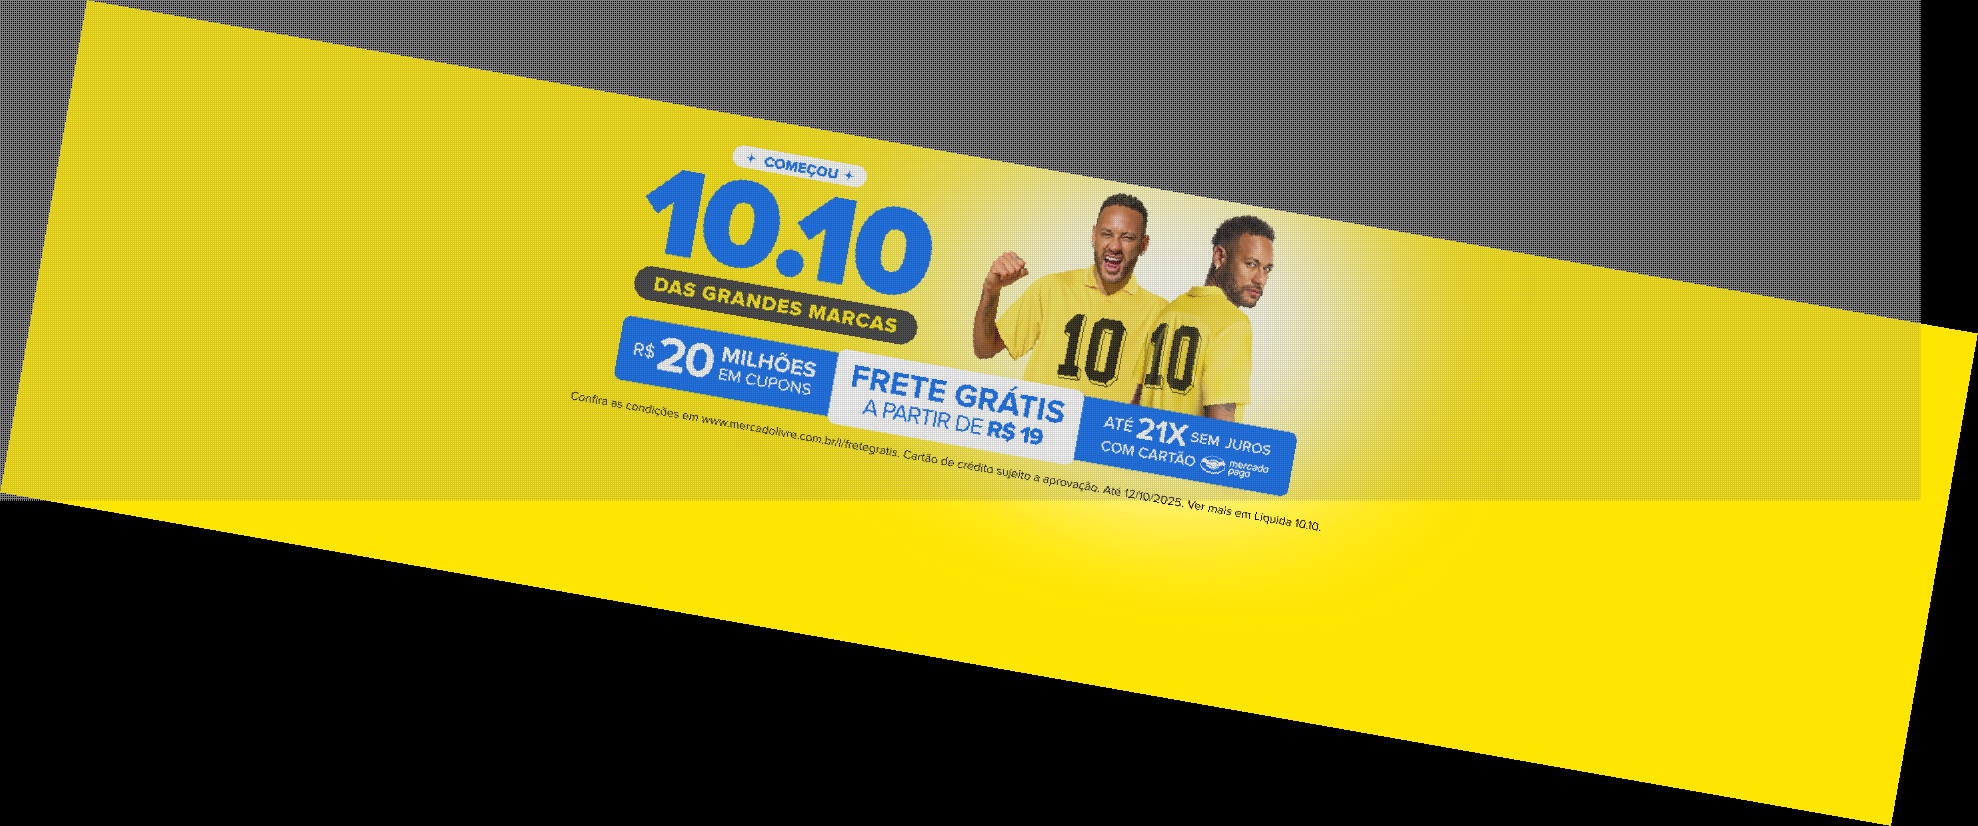 COMEÇOU
10.10
DAS GRANDES MARCAS
R$ 20 MILHÕES
EM CUPONS
FRETE GRÁTIS
A PARTIR DE R$ 19
ATÉ 21X SEM JUROS
COM CARTÃO mercado pago
10 10
Confira as condições em www.mercadolivre.com.br/l/fretegratis. Cartão de crédito sujeito a aprovação. Até 12/10/2025. Ver mais em Liquida 10.10.